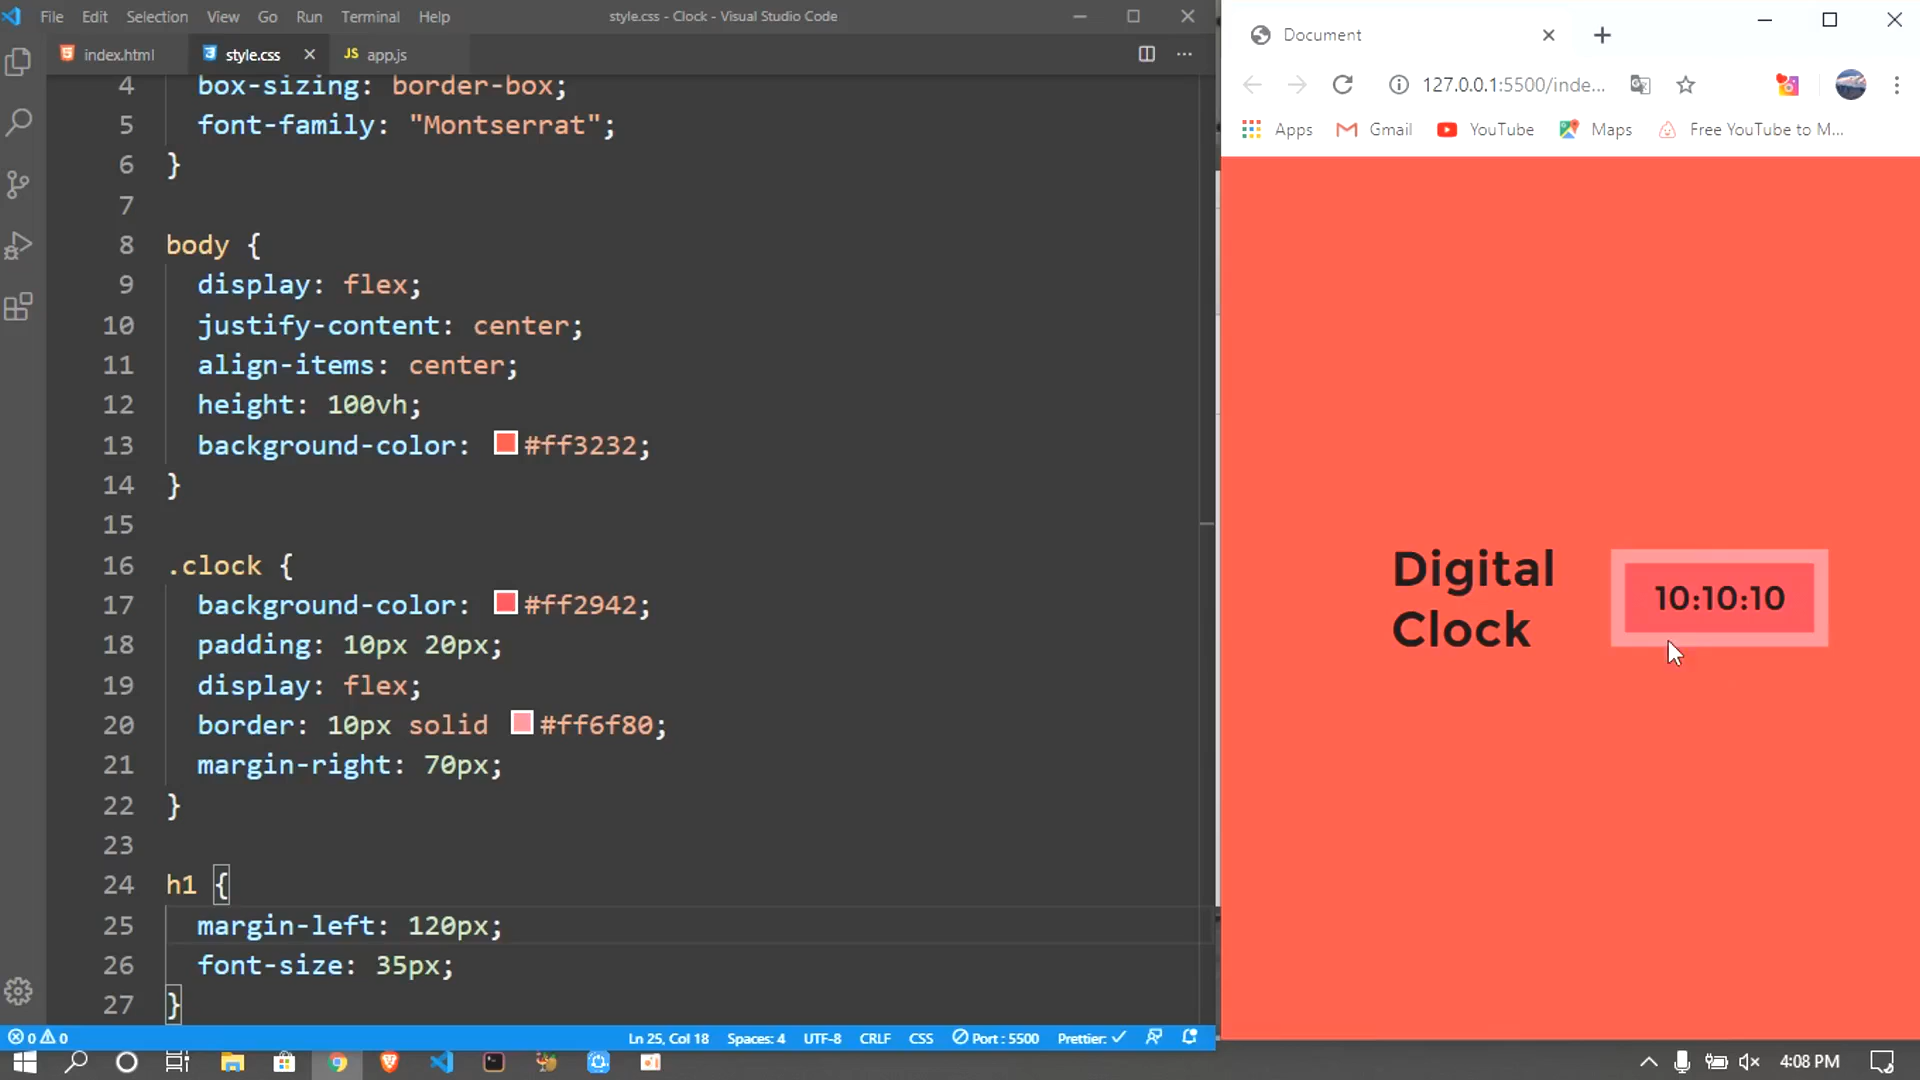 File Edit Selection View Go Run Terminal Help
style.css - Clock - Visual Studio Code
index.html
style.css
JS app.js
4 box-sizing: border-box;
5 font-family: "Montserrat";
6 }
7
8 body {
9 display: flex;
10 justify-content: center;
11 align-items: center;
12 height: 100vh;
13 background-color: #ff3232;
14 }
15
16 .clock {
17 background-color: #ff2942;
18 padding: 10px 20px;
19 display: flex;
20 border: 10px solid #ff6f80;
21 margin-right: 70px;
22 }
23
24 h1 {
25 margin-left: 120px;
26 font-size: 35px;
27 }
0 0
Ln 25, Col 18 Spaces: 4 UTF-8 CRLF CSS Port : 5500 Prettier: ✓
Document
127.0.0.1:5500/inde...
Apps Gmail YouTube Maps Free YouTube to M...
Digital
Clock
10:10:10
4:08 PM